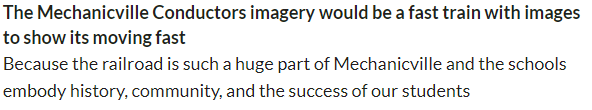 The Mechanicville Conductors imagery would be a fast train with images
to show its moving fast
Because the railroad is such a huge part of Mechanicville and the schools
embody history, community, and the success of our students